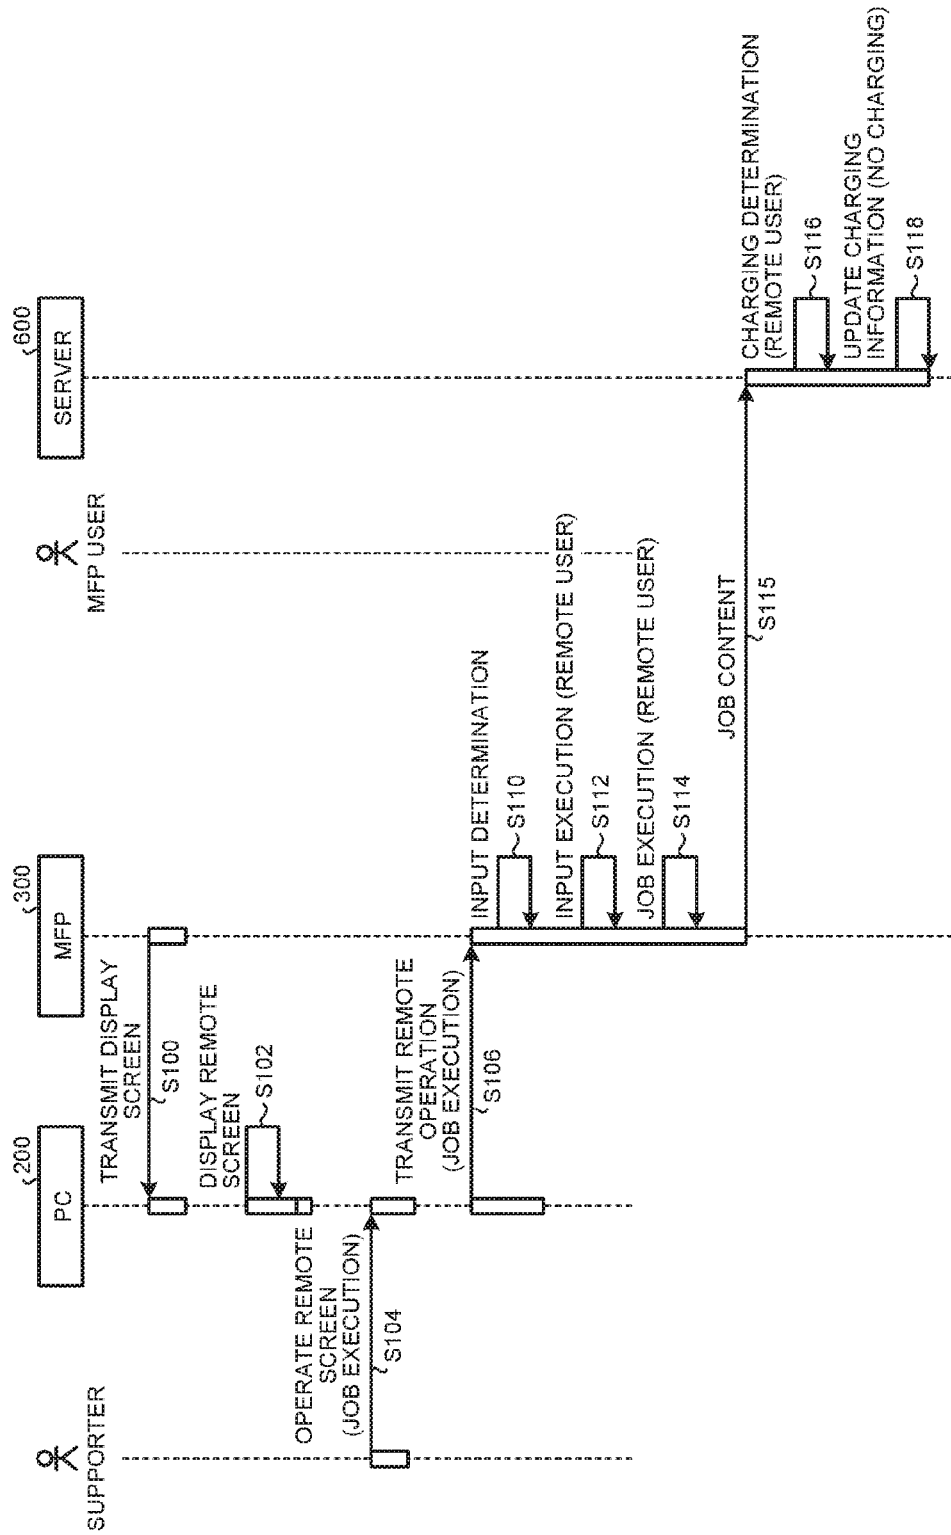 SUPPORTER
200
PC
300
MFP
MFP USER
600
SERVER
TRANSMIT DISPLAY
SCREEN
S100
DISPLAY REMOTE
SCREEN
S102
OPERATE REMOTE
SCREEN
(JOB EXECUTION)
S104
TRANSMIT REMOTE
OPERATION
(JOB EXECUTION)
S106
INPUT DETERMINATION
S110
INPUT EXECUTION (REMOTE USER)
S112
JOB EXECUTION (REMOTE USER)
S114
JOB CONTENT
S115
CHARGING DETERMINATION
(REMOTE USER)
S116
UPDATE CHARGING
INFORMATION (NO CHARGING)
S118